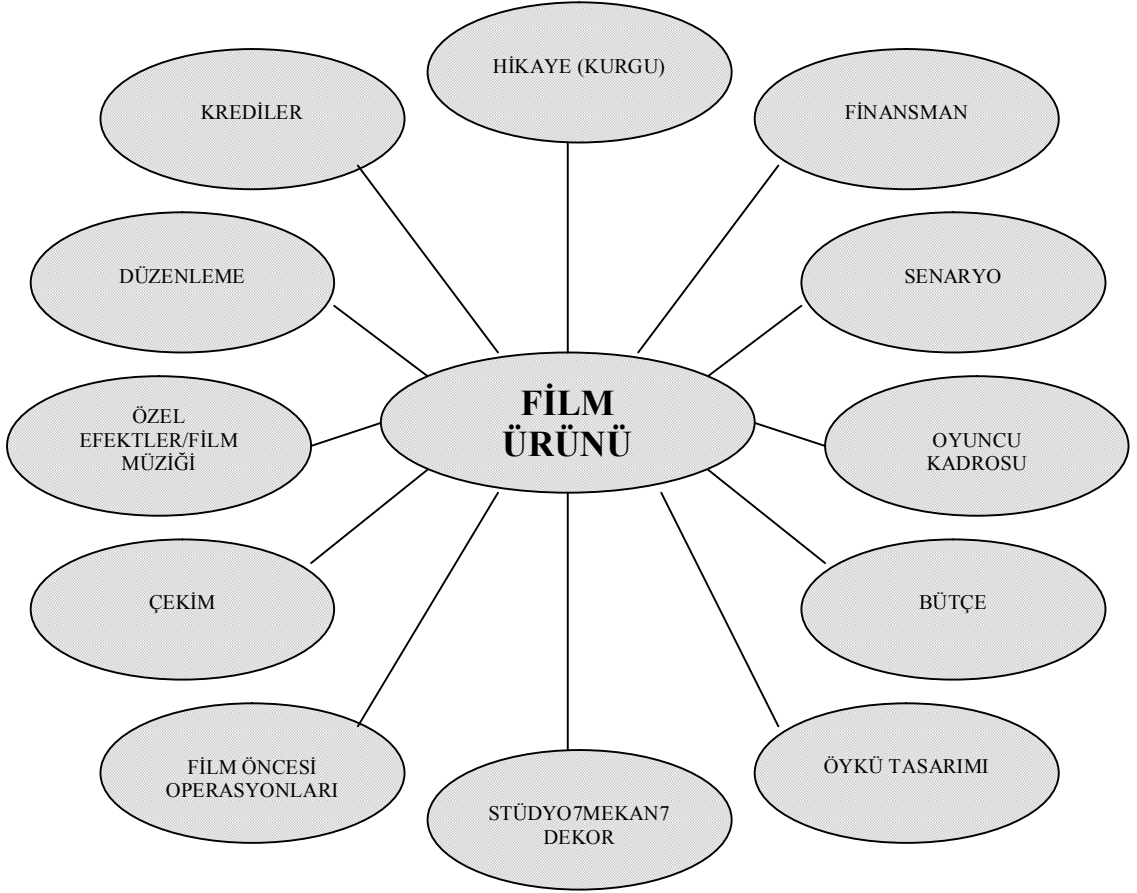 HİKAYE (KURGU)
KREDİLER
FİNANSMAN
DÜZENLEME
SENARYO
FİLM
ÜRÜNÜ
ÖZEL
EFEKTLER/FİLM
MÜZİĞİ
OYUNCU
KADROSU
ÇEKİM
BÜTÇE
FİLM ÖNCESİ
OPERASYONLARI
ÖYKÜ TASARIMI
STÜDYO7MEKAN7
DEKOR